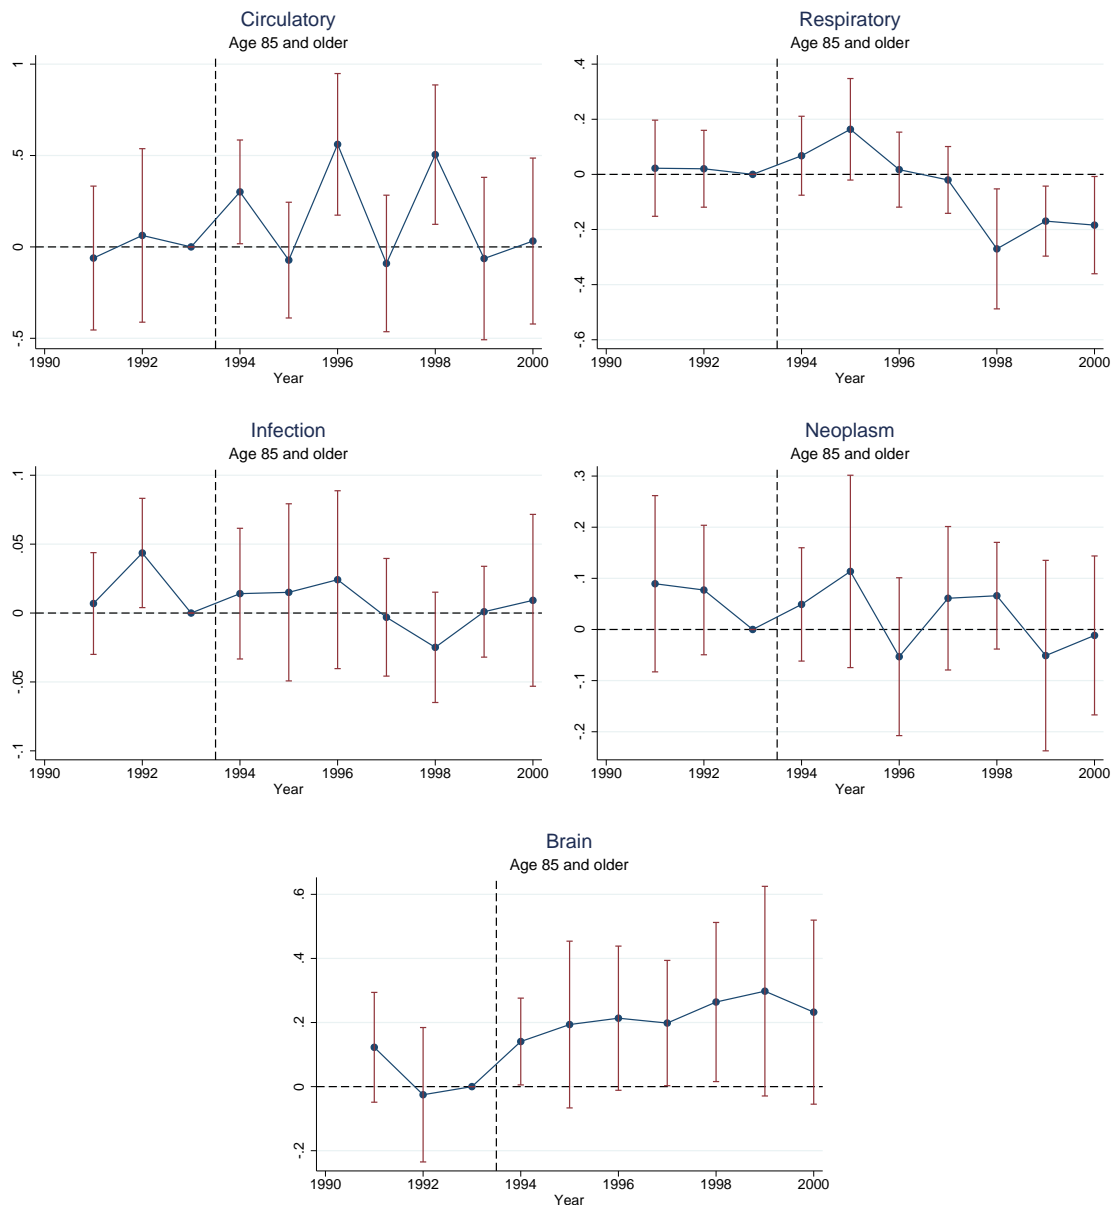 Circulatory
Age 85 and older
1
.5
0
-.5
1990 1992 1994 1996 1998 2000
Year
Respiratory
Age 85 and older
.4
.2
0
-.2
-.4
-.6
1990 1992 1994 1996 1998 2000
Year
Infection
Age 85 and older
.1
.05
0
-.05
-.1
1990 1992 1994 1996 1998 2000
Year
Neoplasm
Age 85 and older
.3
.2
.1
0
-.1
-.2
1990 1992 1994 1996 1998 2000
Year
Brain
Age 85 and older
.6
.4
.2
0
-.2
1990 1992 1994 1996 1998 2000
Year